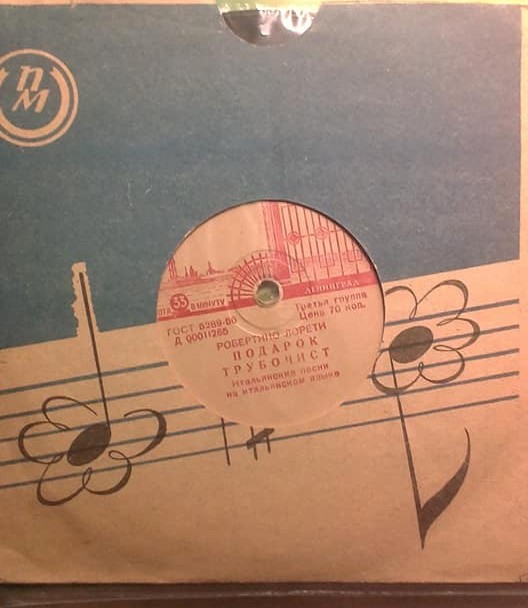 ПМ
ЛЕНИНГРАД
33
В МИНУТУ
ГОСТ 5289-60
Третья группа
Д 00011265
Цена 70 коп.
РОБЕРТИНО ЛОРЕТИ
ПОДАРОК
ТРУБОЧИСТ
Итальянские песни
на итальянском языке